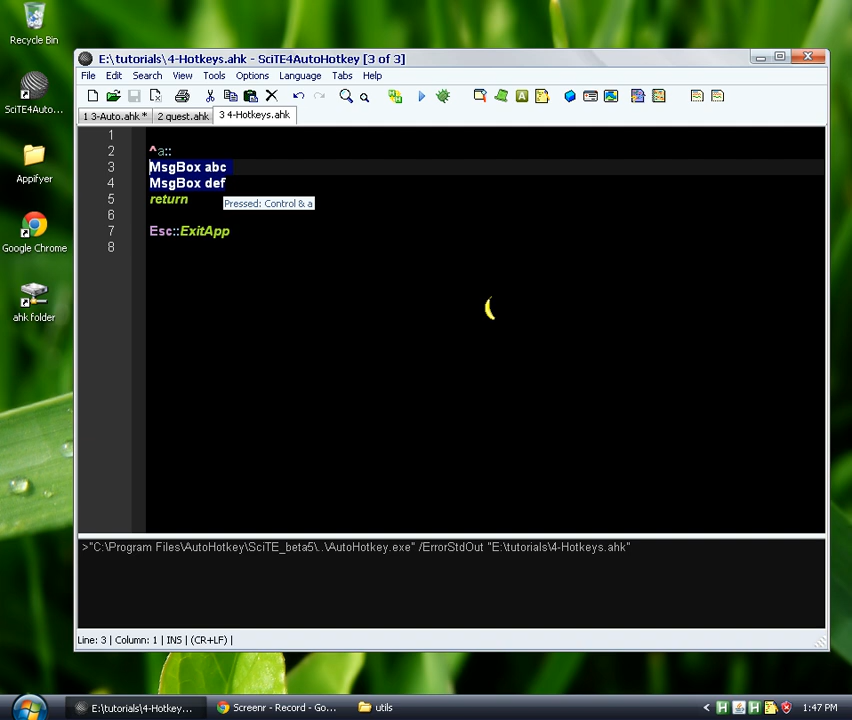 Recycle Bin
SciTE4Auto...
Appifyer
Google Chrome
ahk folder
E:\tutorials\4-Hotkeys.ahk - SciTE4AutoHotkey [3 of 3]
File Edit Search View Tools Options Language Tabs Help
1 3-Auto.ahk * 2 quest.ahk 3 4-Hotkeys.ahk
1
2 ^a::
3 MsgBox abc
4 MsgBox def
5 return
Pressed: Control & a
6
7 Esc::ExitApp
8
>"C:\Program Files\AutoHotkey\SciTE_beta5\..\AutoHotkey.exe" /ErrorStdOut "E:\tutorials\4-Hotkeys.ahk"
Line: 3 | Column: 1 | INS | (CR+LF) |
E:\tutorials\4-Hotkey... Screenr - Record - Go... utils < 1:47 PM